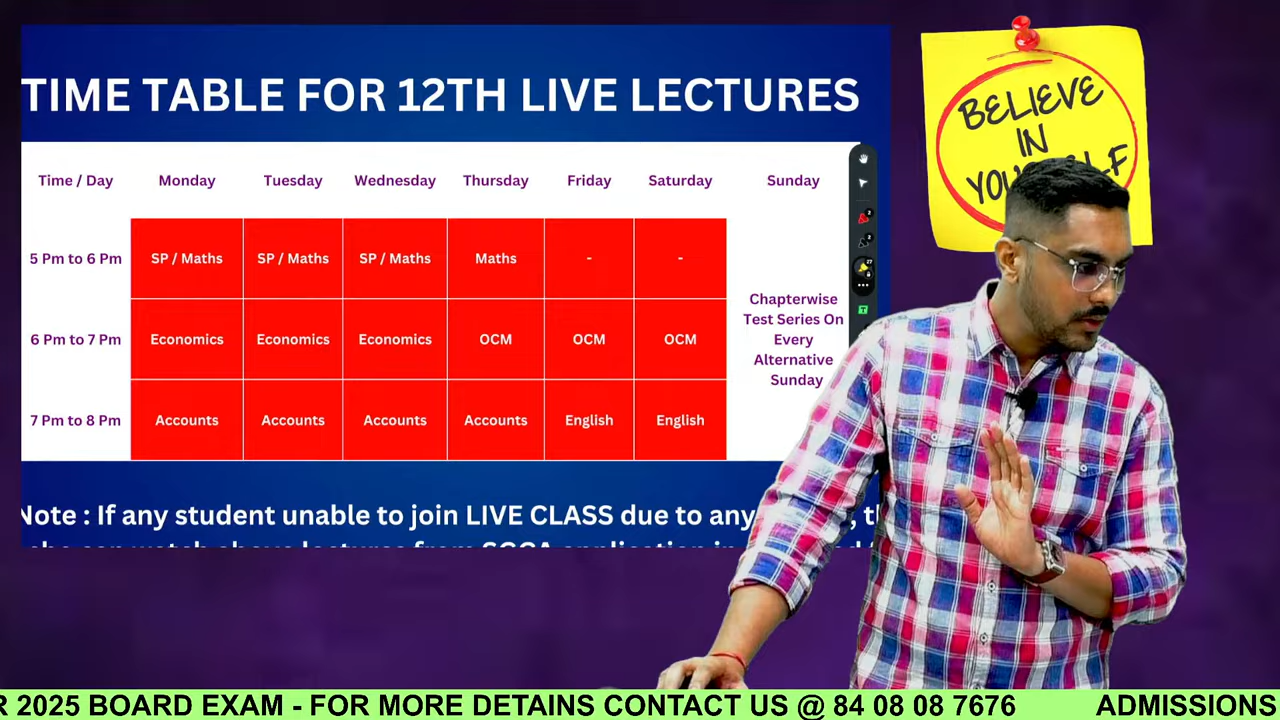 TIME TABLE FOR 12TH LIVE LECTURES
Time / Day Monday Tuesday Wednesday Thursday Friday Saturday Sunday
5 Pm to 6 Pm SP / Maths SP / Maths SP / Maths Maths - -
6 Pm to 7 Pm Economics Economics Economics OCM OCM OCM
7 Pm to 8 Pm Accounts Accounts Accounts Accounts English English
Chapterwise
Test Series On
Every
Alternative
Sunday
Note : If any student unable to join LIVE CLASS due to any
BELIEVE
IN
2025 BOARD EXAM - FOR MORE DETAINS CONTACT US @ 84 08 08 7676 ADMISSIONS